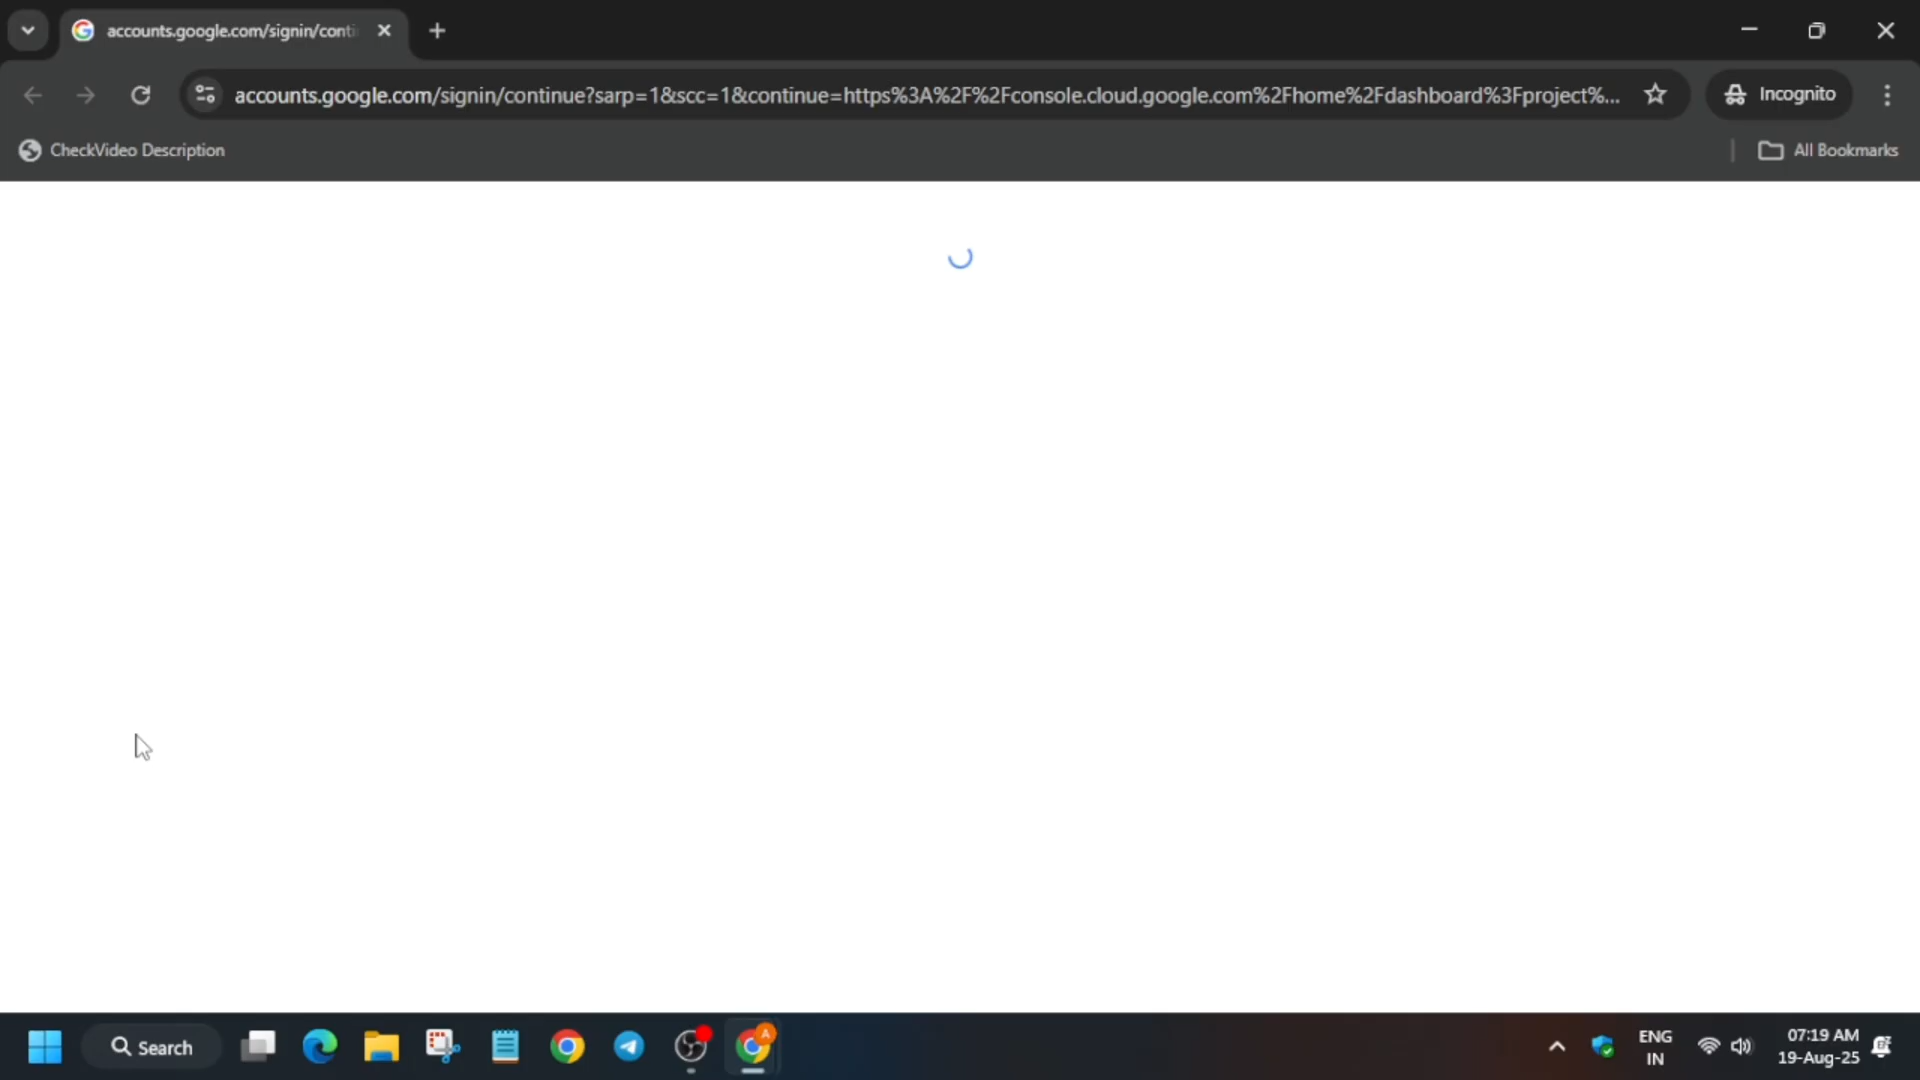 accounts.google.com/signin/conti
accounts.google.com/signin/continue?sarp=1&scc=1&continue=https%3A%2F%2Fconsole.cloud.google.com%2Fhome%2Fdashboard%3Fproject%...
Incognito
CheckVideo Description
All Bookmarks
Search
A
ENG
IN
07:19 AM
19-Aug-25